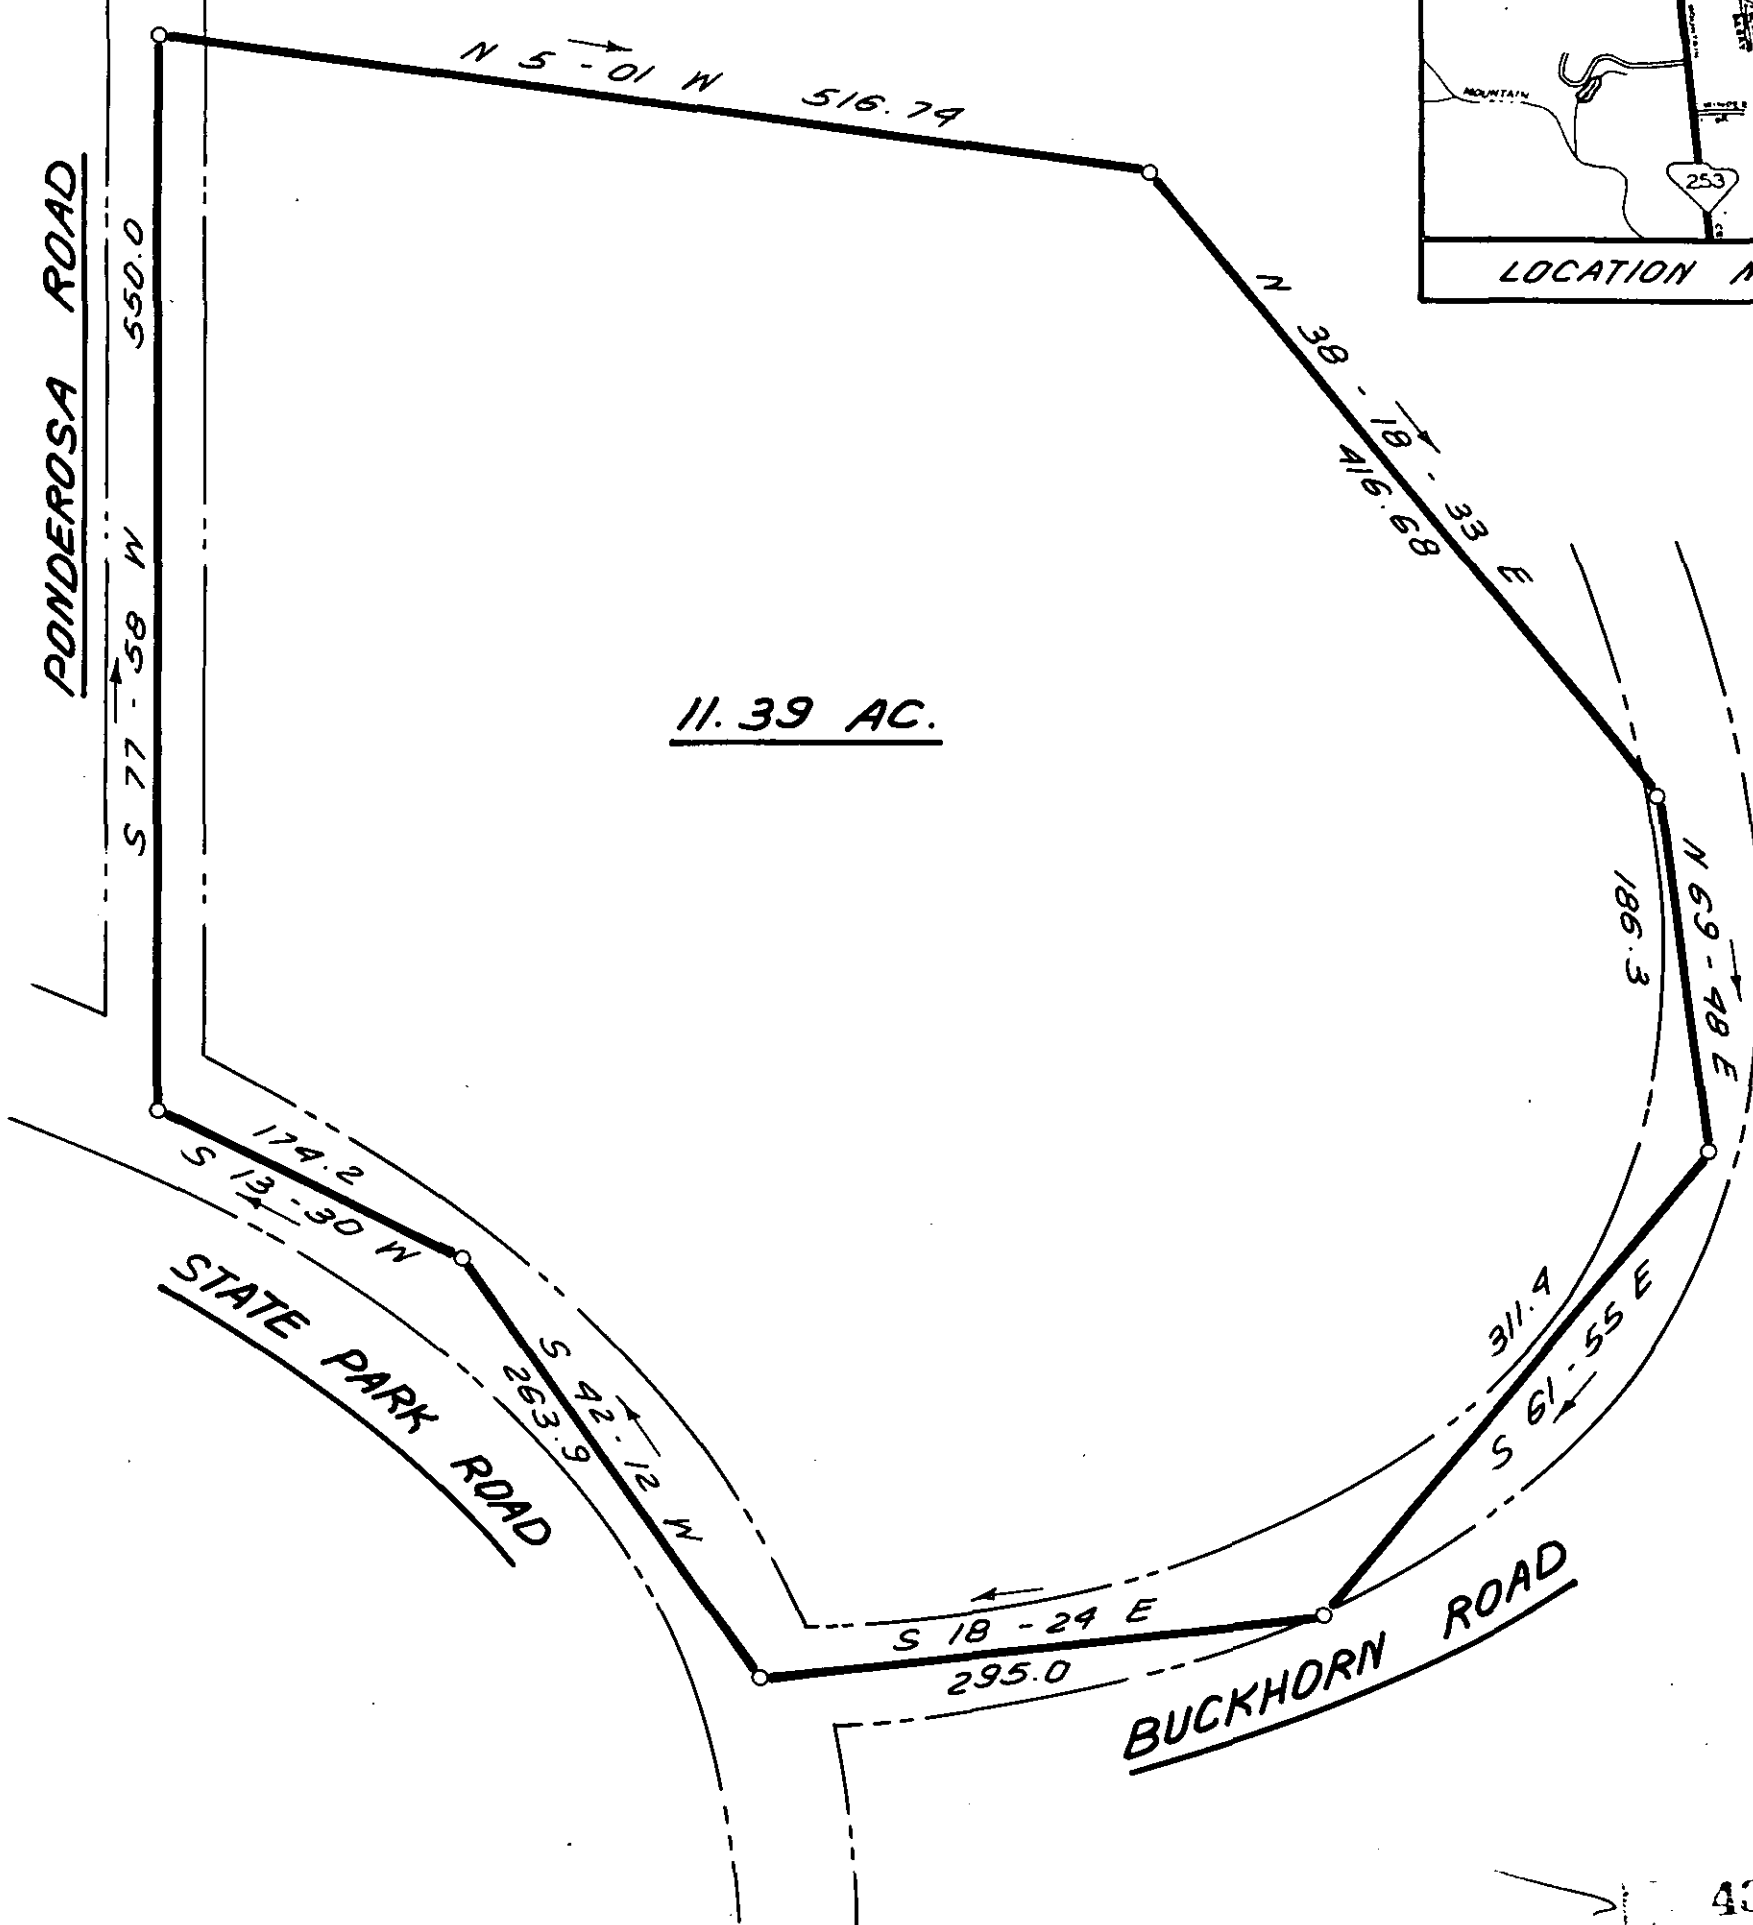 N 5 - 01 W 516.74
MOUNTAIN
253
LOCATION
PONDEROSA ROAD
S 77 - 58 W 550.0
N 38 - 18 - 33 E
416.68
11.39 AC.
N 69 - 48 E
186.3
174.2
S 13 - 30 W
STATE PARK ROAD
S 42 - 12 W
263.9
311.4
S 61 - 55 E
S 18 - 24 E
295.0
BUCKHORN ROAD